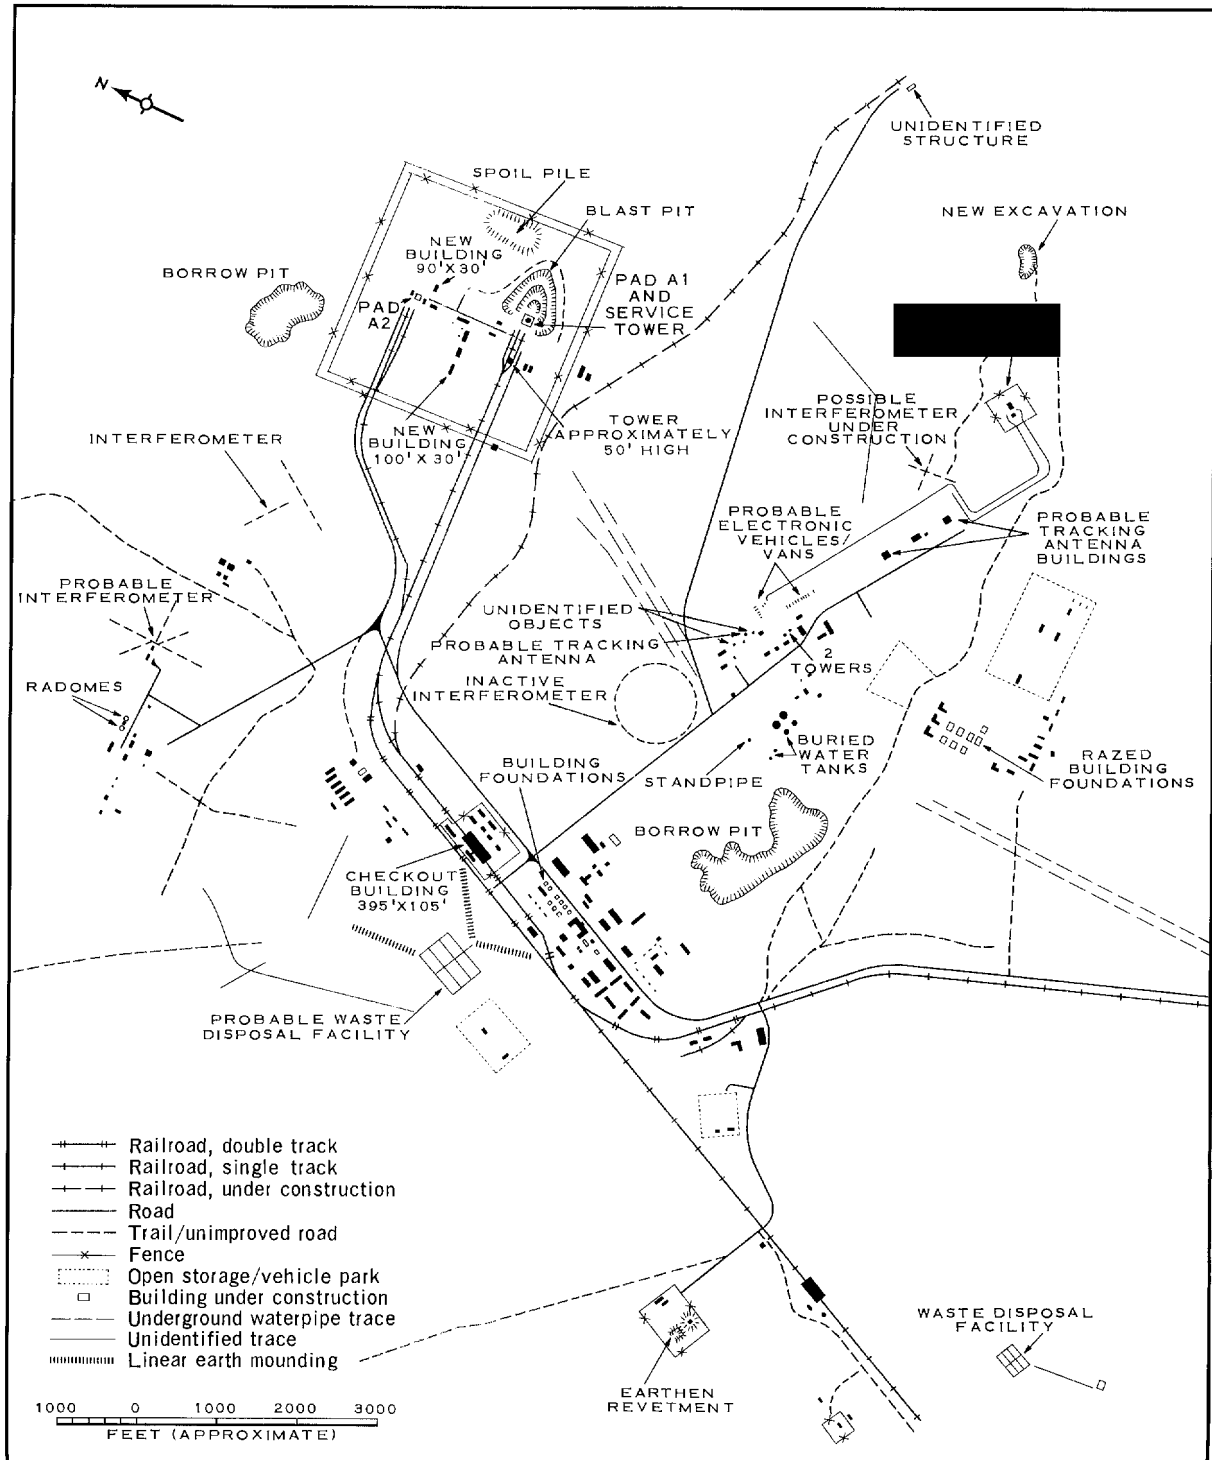 N
UNIDENTIFIED
STRUCTURE
SPOIL PILE
BLAST PIT
NEW EXCAVATION
NEW
BUILDING
90'X30'
BORROW PIT
PAD
A2
PAD A1
AND
SERVICE
TOWER
POSSIBLE
INTERFEROMETER
UNDER
CONSTRUCTION
TOWER
APPROXIMATELY
50' HIGH
NEW
BUILDING
100'X30'
INTERFEROMETER
PROBABLE
ELECTRONIC
VEHICLES/
VANS
PROBABLE
TRACKING
ANTENNA
BUILDINGS
PROBABLE
INTERFEROMETER
UNIDENTIFIED
OBJECTS
PROBABLE TRACKING
ANTENNA
2
TOWERS
RADOMES
INACTIVE
INTERFEROMETER
BURIED
WATER
TANKS
STANDPIPE
RAZED
BUILDING
FOUNDATIONS
BUILDING
FOUNDATIONS
BORROW PIT
CHECKOUT
BUILDING
395'X105'
PROBABLE WASTE
DISPOSAL FACILITY
Railroad, double track
Railroad, single track
Railroad, under construction
Road
Trail/unimproved road
Fence
Open storage/vehicle park
Building under construction
Underground waterpipe trace
Unidentified trace
Linear earth mounding
WASTE DISPOSAL
FACILITY
EARTHEN
REVETMENT
1000 0 1000 2000 3000
FEET (APPROXIMATE)